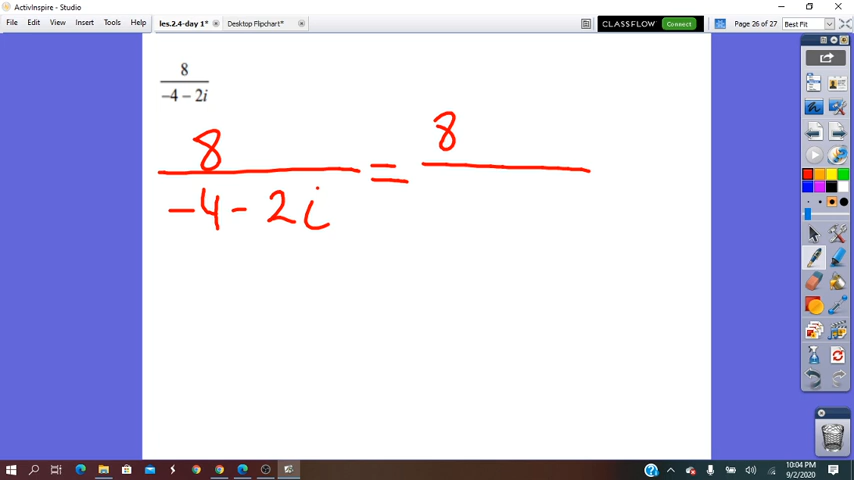 ActivInspire - Studio
File Edit View Insert Tools Help
les.2.4-day 1*
Desktop Flipchart*
CLASSFLOW Connect
Page 26 of 27
Best Fit
8
-4 - 2i
8
-4 - 2i
=
8
10:04 PM
9/2/2020